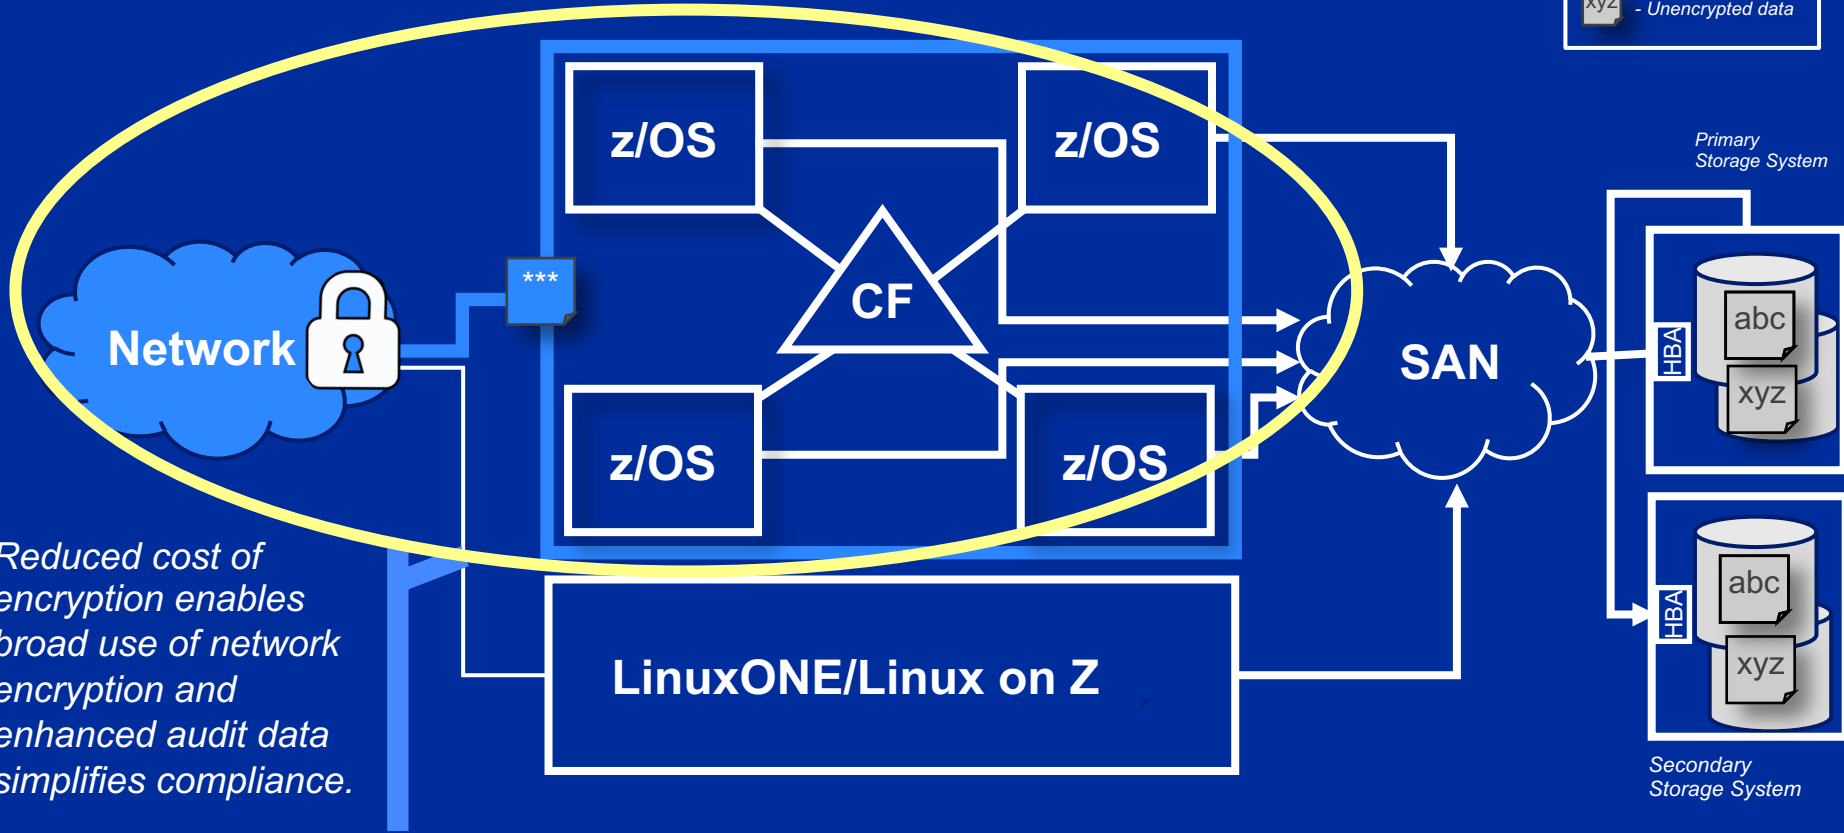 xyz
- Unencrypted data
z/OS
z/OS
Primary
Storage System
***
CF
Network
SAN
HBA
abc
xyz
z/OS
z/OS
Reduced cost of
encryption enables
broad use of network
encryption and
enhanced audit data
simplifies compliance.
LinuxONE/Linux on Z
HBA
abc
xyz
Secondary
Storage System